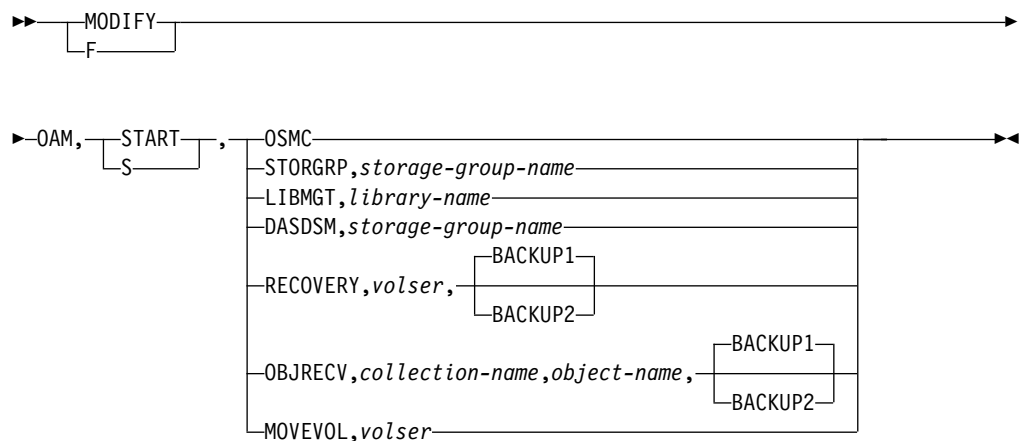 MODIFY
F
OAM, START , OSMC
S
STORGRP,storage-group-name
LIBMGT,library-name
DASDSM,storage-group-name
BACKUP1
RECOVERY,volser,
BACKUP2
BACKUP1
OBJRECV,collection-name,object-name,
BACKUP2
MOVEVOL,volser